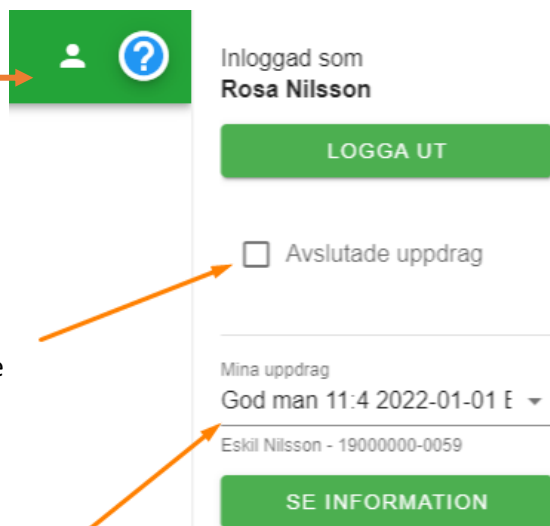 ?
Inloggad som
Rosa Nilsson
LOGGA UT
Avslutade uppdrag
e
Mina uppdrag
God man 11:4 2022-01-01 E
Eskil Nilsson - 19000000-0059
SE INFORMATION